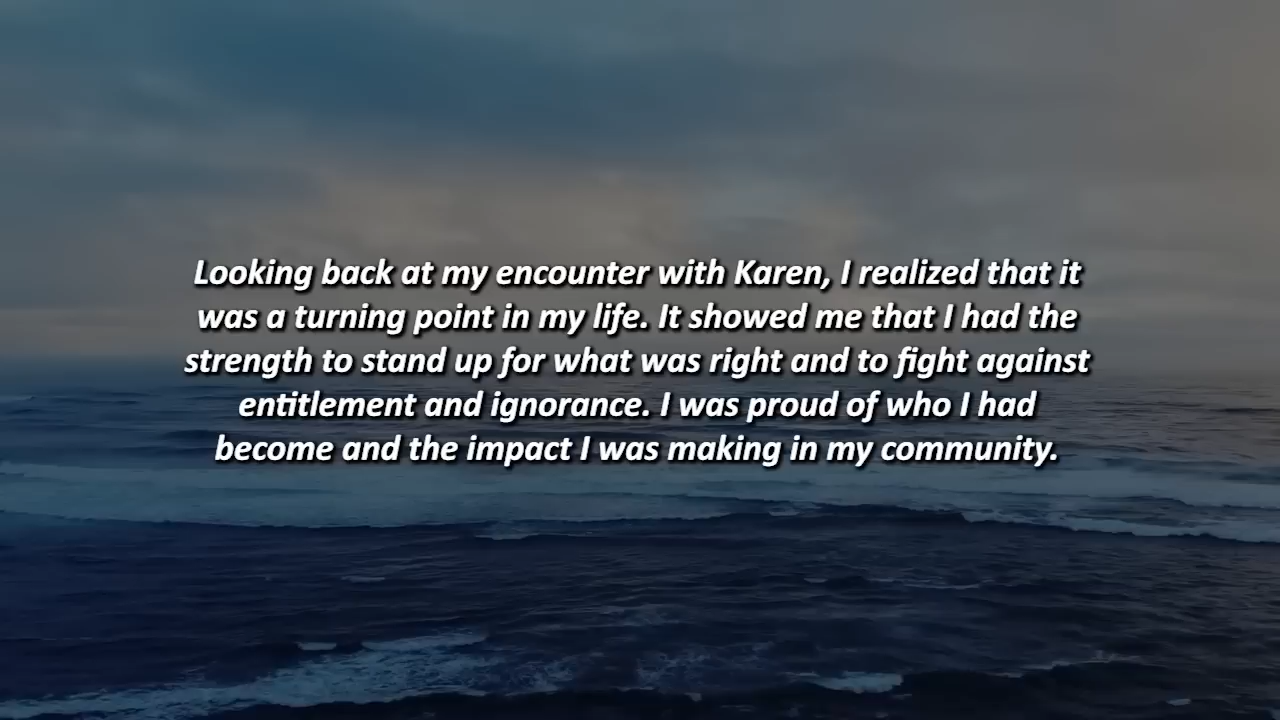 Looking back at my encounter with Karen, I realized that it
was a turning point in my life. It showed me that I had the
strength to stand up for what was right and to fight against
entitlement and ignorance. I was proud of who I had
become and the impact I was making in my community.